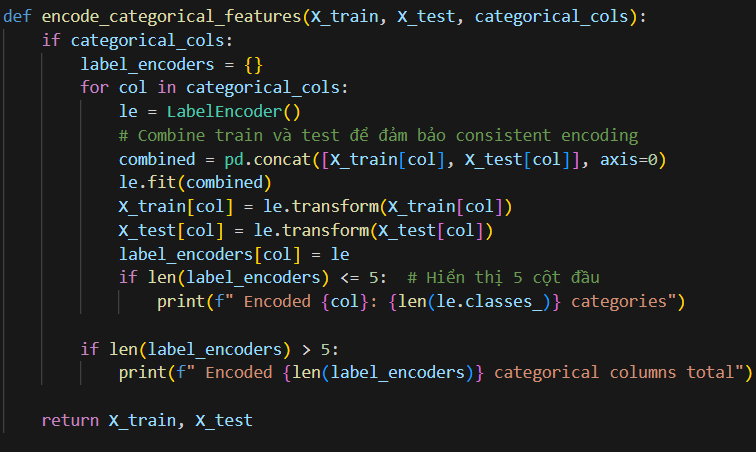 def encode_categorical_features(X_train, X_test, categorical_cols):
    if categorical_cols:
        label_encoders = {}
        for col in categorical_cols:
            le = LabelEncoder()
            # Combine train và test để đảm bảo consistent encoding
            combined = pd.concat([X_train[col], X_test[col]], axis=0)
            le.fit(combined)
            X_train[col] = le.transform(X_train[col])
            X_test[col] = le.transform(X_test[col])
            label_encoders[col] = le
            if len(label_encoders) <= 5:  # Hiển thị 5 cột đầu
                print(f" Encoded {col}: {len(le.classes_)} categories")
        if len(label_encoders) > 5:
            print(f" Encoded {len(label_encoders)} categorical columns total")
    return X_train, X_test